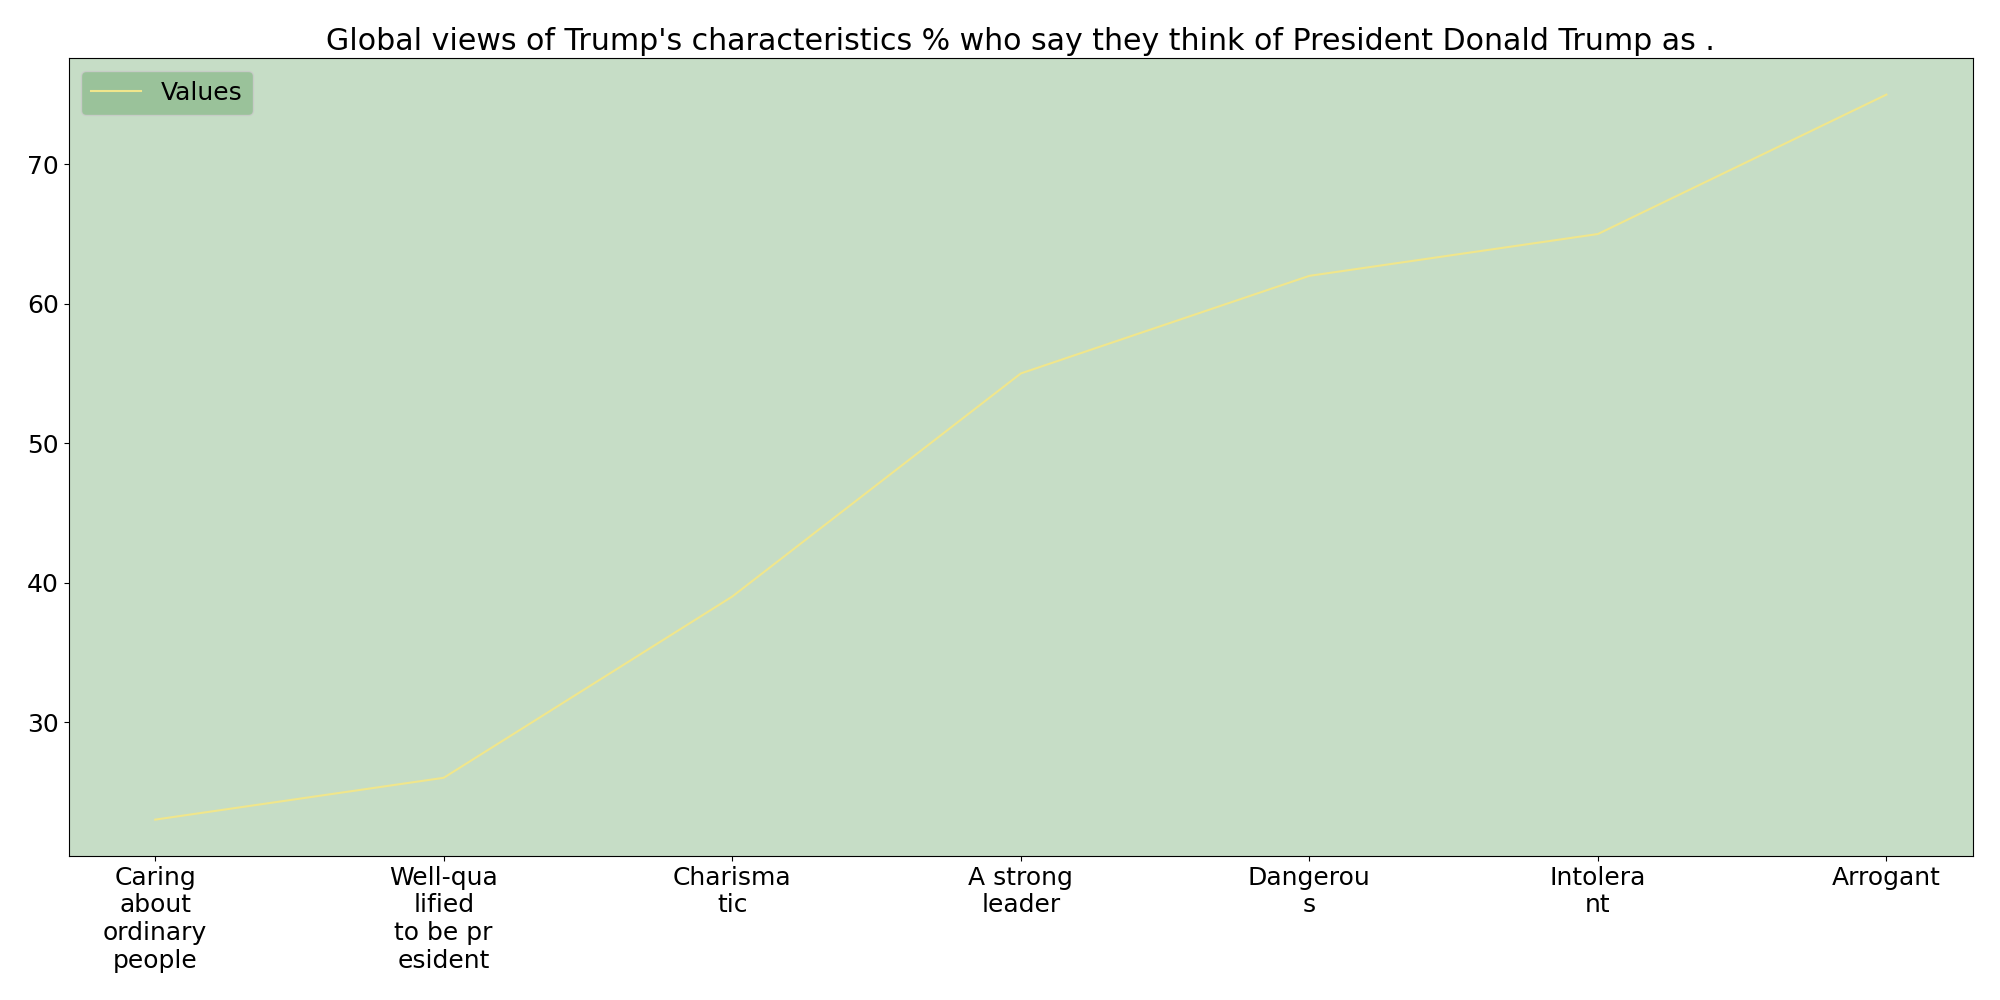 Global views of Trump's characteristics % who say they think of President Donald Trump as .
Values
70
60
50
40
30
Caring
about
ordinary
people
Well-qua
lified
to be pr
esident
Charisma
tic
A strong
leader
Dangerou
s
Intolera
nt
Arrogant